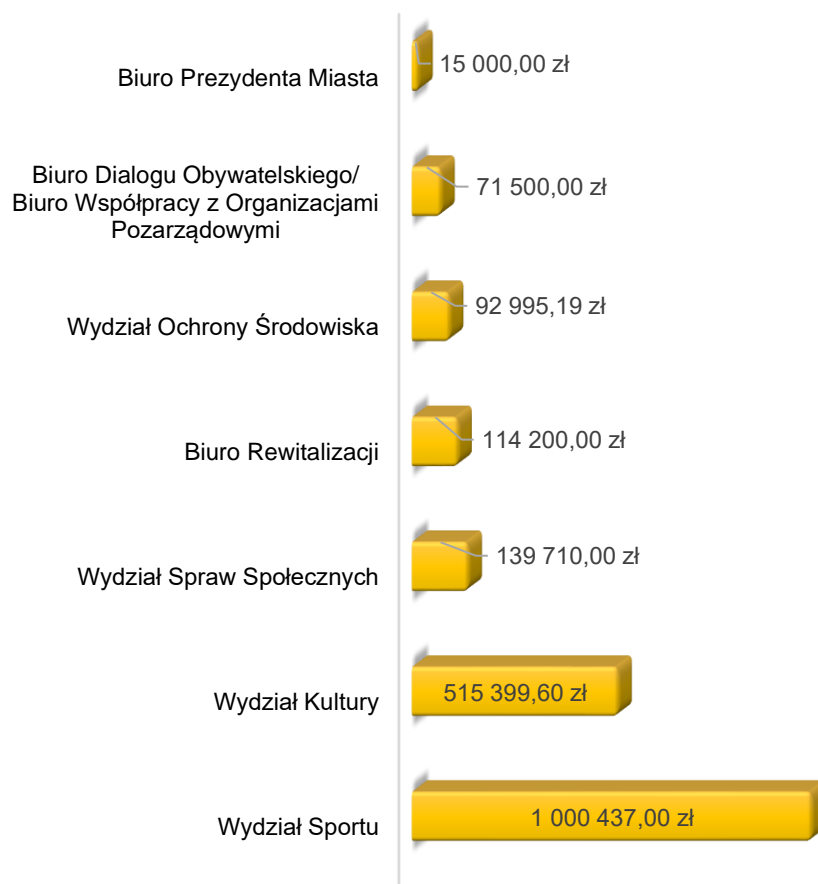 Biuro Prezydenta Miasta
15 000,00 zł
Biuro Dialogu Obywatelskiego/
Biuro Współpracy z Organizacjami
Pozarządowymi
71 500,00 zł
Wydział Ochrony Środowiska
92 995,19 zł
Biuro Rewitalizacji
114 200,00 zł
Wydział Spraw Społecznych
139 710,00 zł
Wydział Kultury
515 399,60 zł
Wydział Sportu
1 000 437,00 zł